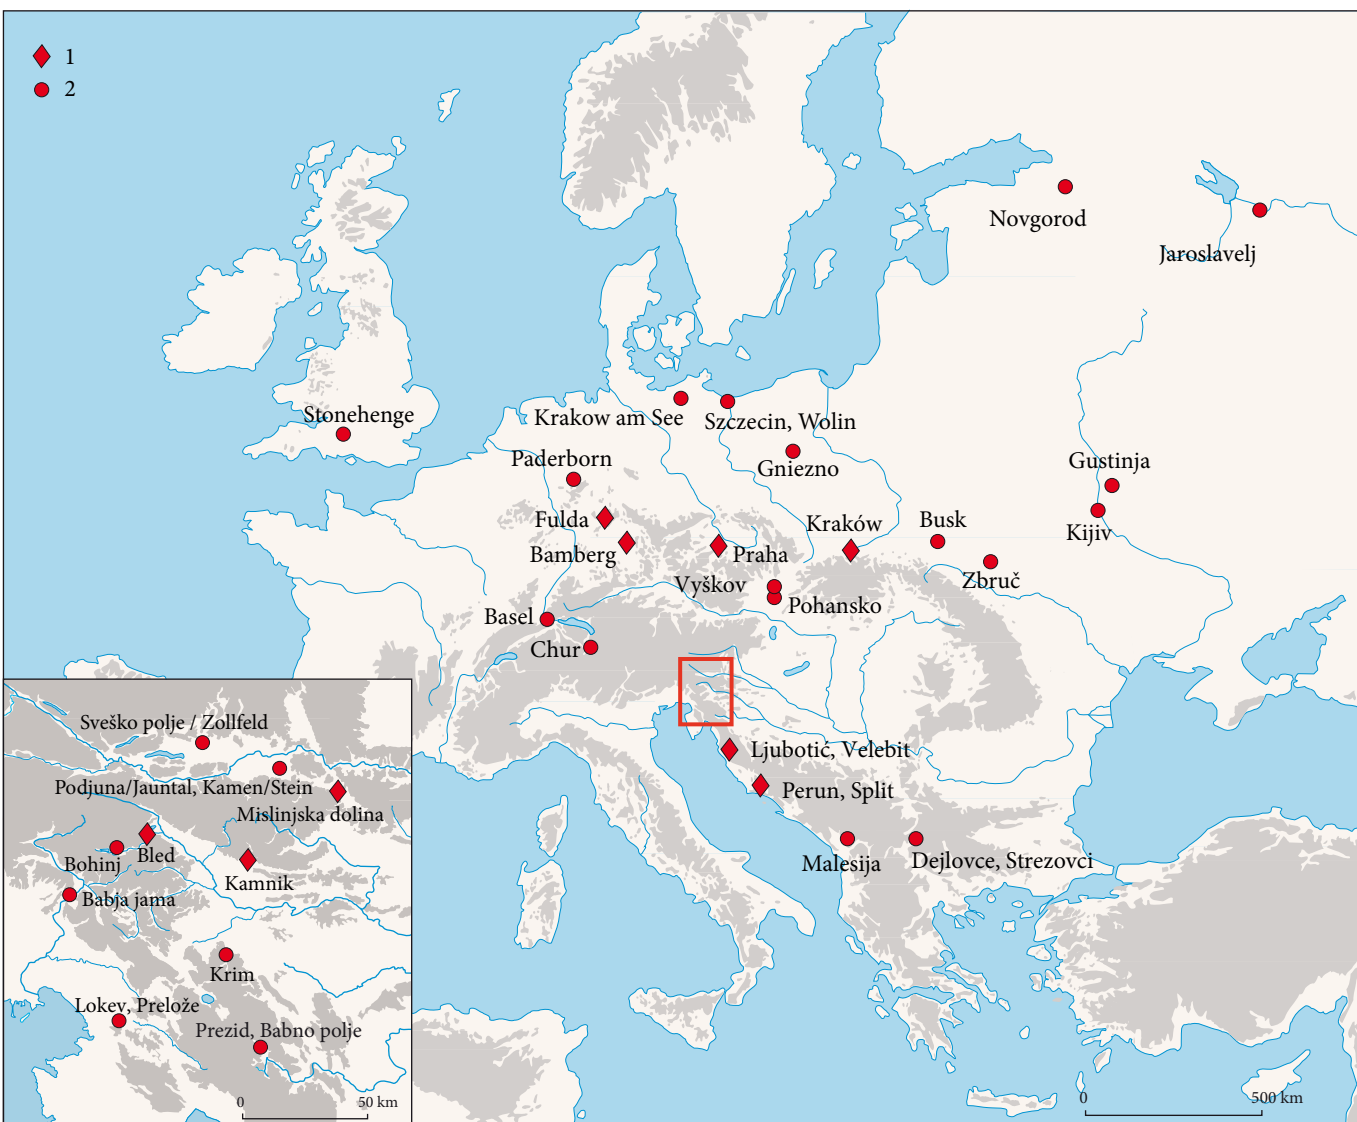 1
2
Novgorod
Jaroslavelj
Stonehenge
Krakow am See
Szczecin, Wolin
Paderborn
Gniezno
Gustinja
Fulda
Kraków
Busk
Kijiv
Bamberg
Praha
Vyškov
Zbruč
Pohansko
Basel
Chur
Ljubotić, Velebit
Perun, Split
Malesija
Dejlovce, Strezovci
Sveško polje / Zollfeld
Podjuna/Jauntal, Kamen/Stein
Mislinjska dolina
Bohinj
Bled
Kamnik
Babja jama
Krim
Lokev, Prelože
Prezid, Babno polje
0
50 km
0
500 km